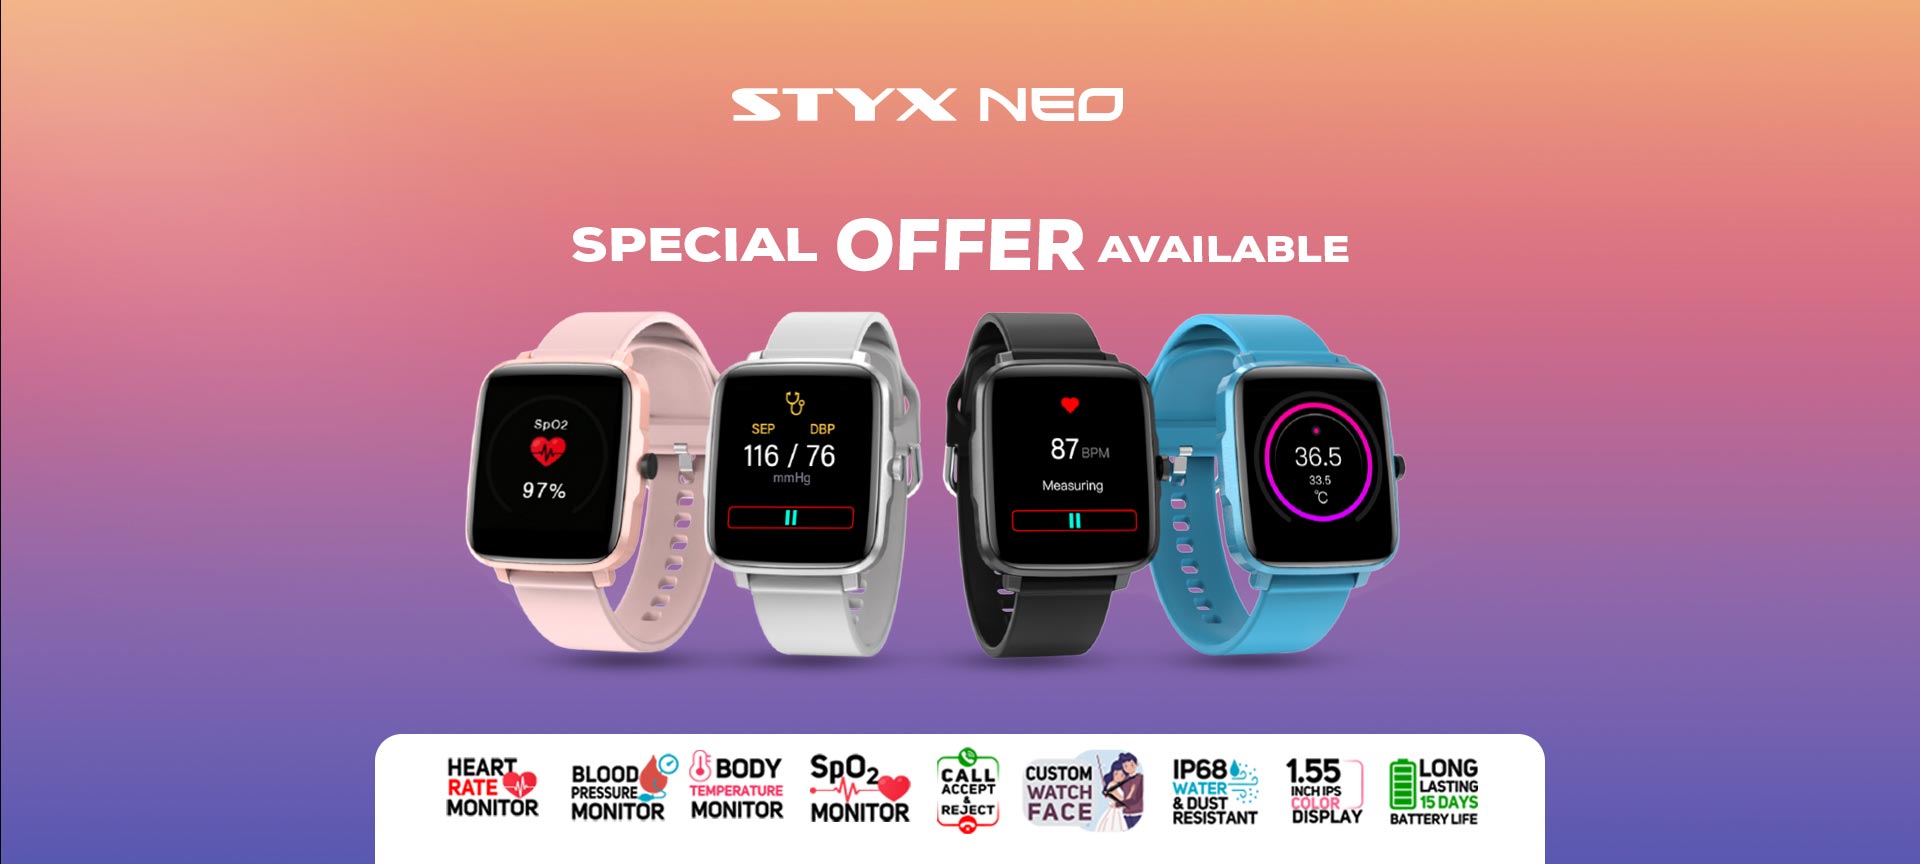 STYX NEO
SPECIAL OFFER AVAILABLE
SpO2
97%
SEP DBP
116 / 76
mmHg
87 BPM
Measuring
36.5
33.5
°C
HEART
RATE
MONITOR
BLOOD
PRESSURE
MONITOR
BODY
TEMPERATURE
MONITOR
SpO2
MONITOR
CALL
ACCEPT
&
REJECT
CUSTOM
WATCH
FACE
IP68
WATER
& DUST
RESISTANT
1.55
INCH IPS
COLOR
DISPLAY
LONG
LASTING
15 DAYS
BATTERY LIFE